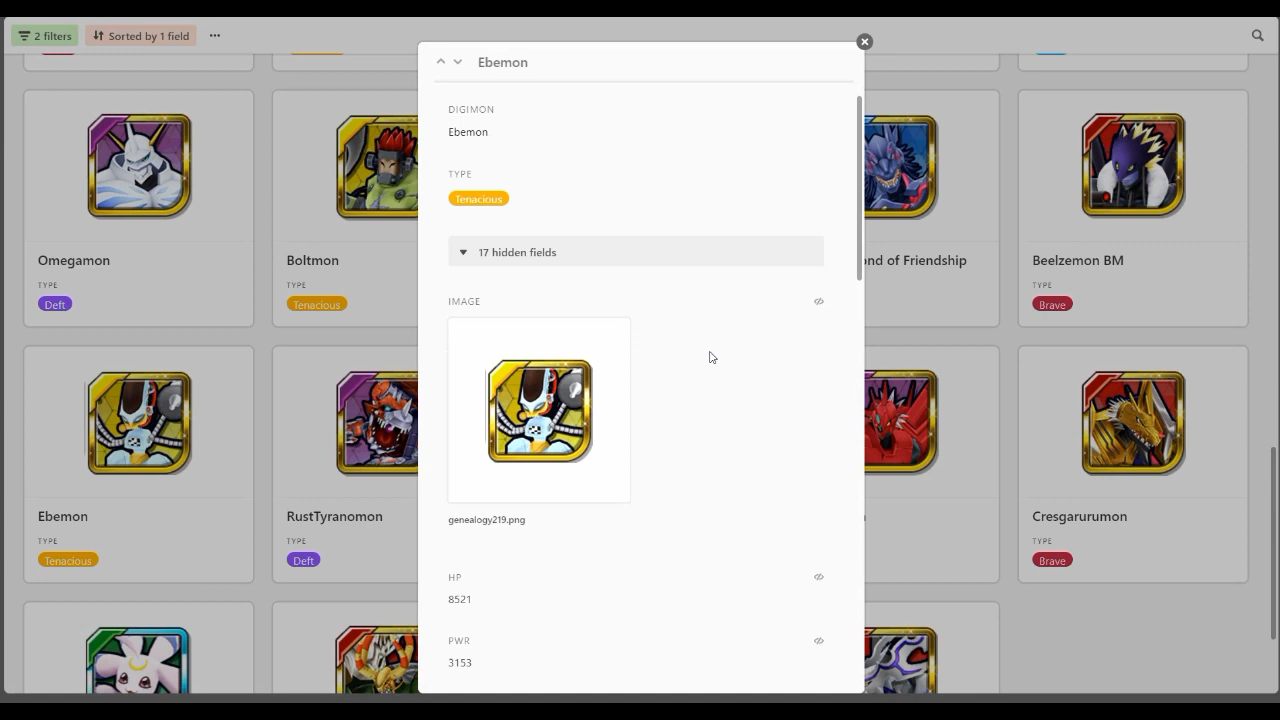 2 filters
Sorted by 1 field
...
Ebemon
DIGIMON
Ebemon
TYPE
Tenacious
17 hidden fields
IMAGE
genealogy219.png
HP
8521
PWR
3153
Omegamon
TYPE
Deft
Boltmon
TYPE
Tenacious
nd of Friendship
Beelzemon BM
TYPE
Brave
Ebemon
TYPE
Tenacious
RustTyranomon
TYPE
Deft
Cresgarurumon
TYPE
Brave